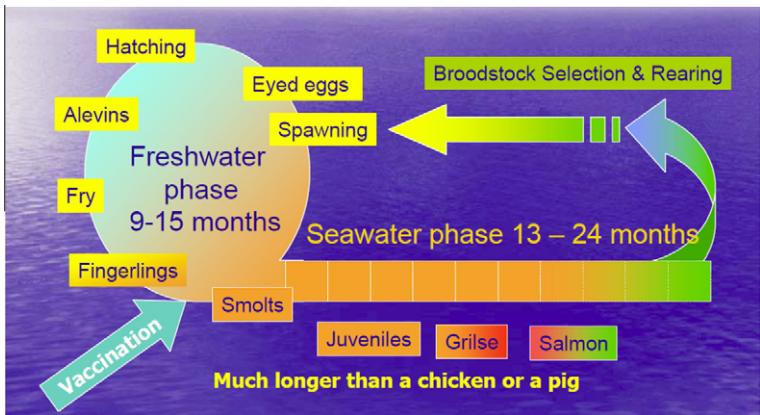 Hatching
Eyed eggs
Broodstock Selection & Rearing
Alevins
Spawning
Freshwater
phase
9-15 months
Fry
Seawater phase 13 – 24 months
Fingerlings
Smolts
Vaccination
Juveniles
Grilse
Salmon
Much longer than a chicken or a pig